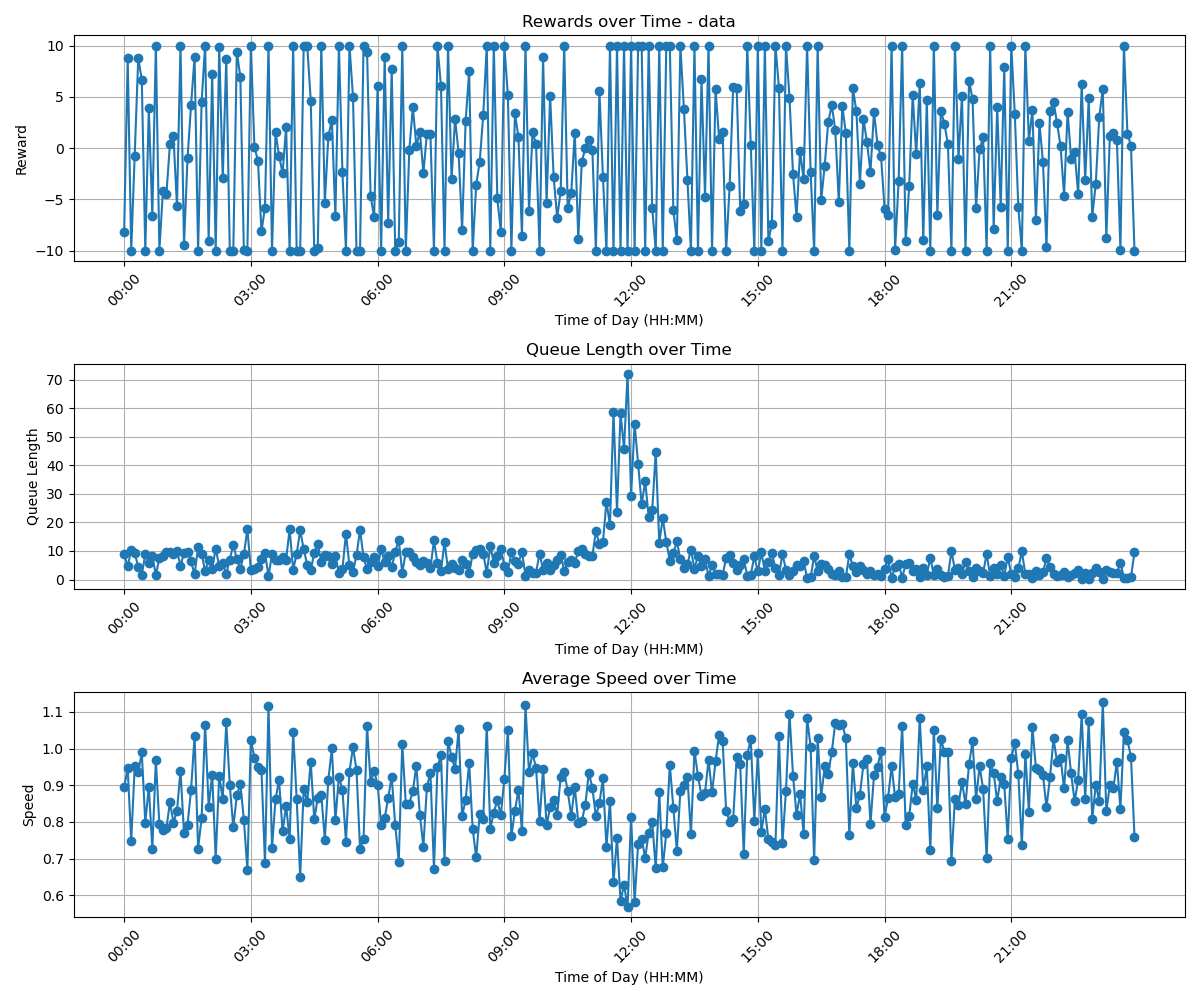 Rewards over Time - data
10
5
0
−5
−10
Reward
00:00 03:00 06:00 09:00 12:00 15:00 18:00 21:00
Time of Day (HH:MM)
Queue Length over Time
70
60
50
40
30
20
10
0
Queue Length
00:00 03:00 06:00 09:00 12:00 15:00 18:00 21:00
Time of Day (HH:MM)
Average Speed over Time
1.1
1.0
0.9
0.8
0.7
0.6
Speed
00:00 03:00 06:00 09:00 12:00 15:00 18:00 21:00
Time of Day (HH:MM)